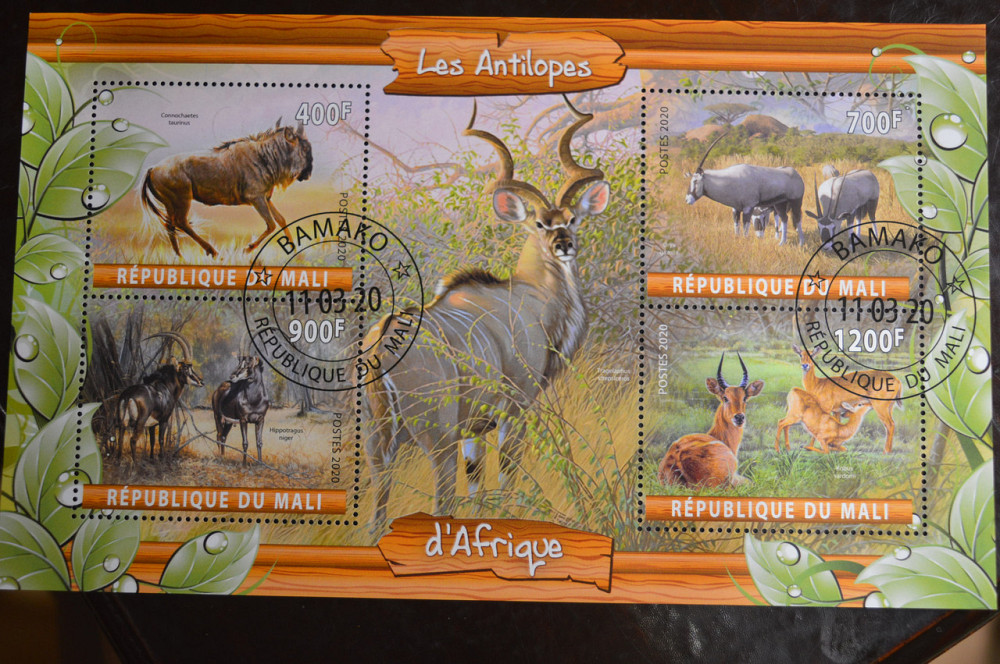 Les Antilopes
Connochaetes
taurinus
400F
POSTES 2020
RÉPUBLIQUE DU MALI
POSTES 2020
700F
RÉPUBLIQUE DU MALI
BAMAKO
11·03·20
RÉPUBLIQUE DU MALI
BAMAKO
11·03·20
RÉPUBLIQUE DU MALI
900F
Hippotragus
niger
POSTES 2020
RÉPUBLIQUE DU MALI
POSTES 2020
1200F
RÉPUBLIQUE DU MALI
d'Afrique